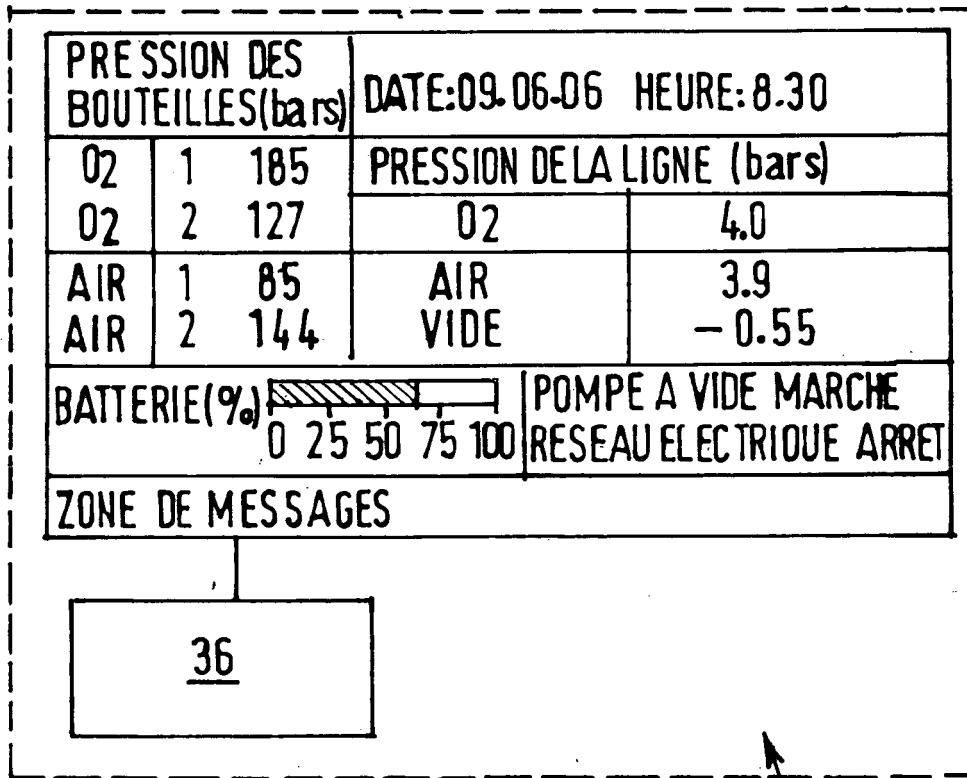 PRESSION DES
BOUTEILLES(bars)
DATE:09.06.06 HEURE:8.30
O2 1 185
O2 2 127
PRESSION DE LA LIGNE (bars)
O2 4.0
AIR 1 85
AIR 2 144
AIR 3.9
VIDE -0.55
BATTERIE(%)
0 25 50 75 100
POMPE A VIDE MARCHE
RESEAU ELECTRIQUE ARRET
ZONE DE MESSAGES
36